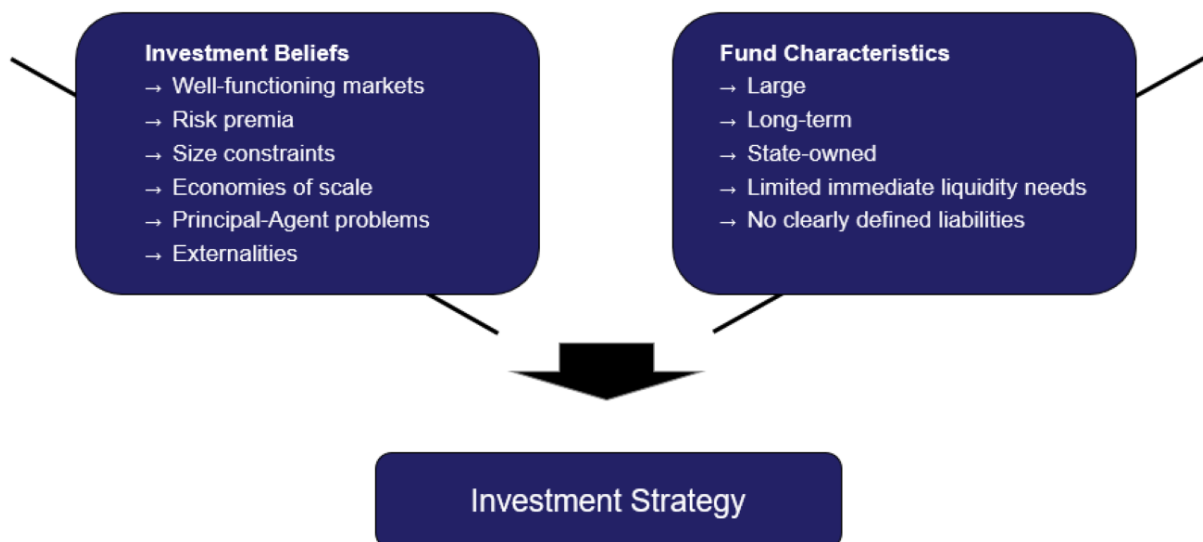 Investment Beliefs
→ Well-functioning markets
→ Risk premia
→ Size constraints
→ Economies of scale
→ Principal-Agent problems
→ Externalities
Fund Characteristics
→ Large
→ Long-term
→ State-owned
→ Limited immediate liquidity needs
→ No clearly defined liabilities
Investment Strategy